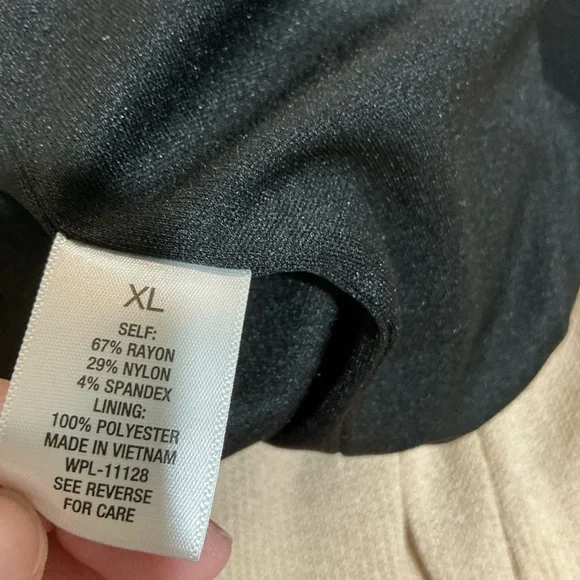 XL
SELF:
67% RAYON
29% NYLON
4% SPANDEX
LINING:
100% POLYESTER
MADE IN VIETNAM
WPL-11128
SEE REVERSE
FOR CARE